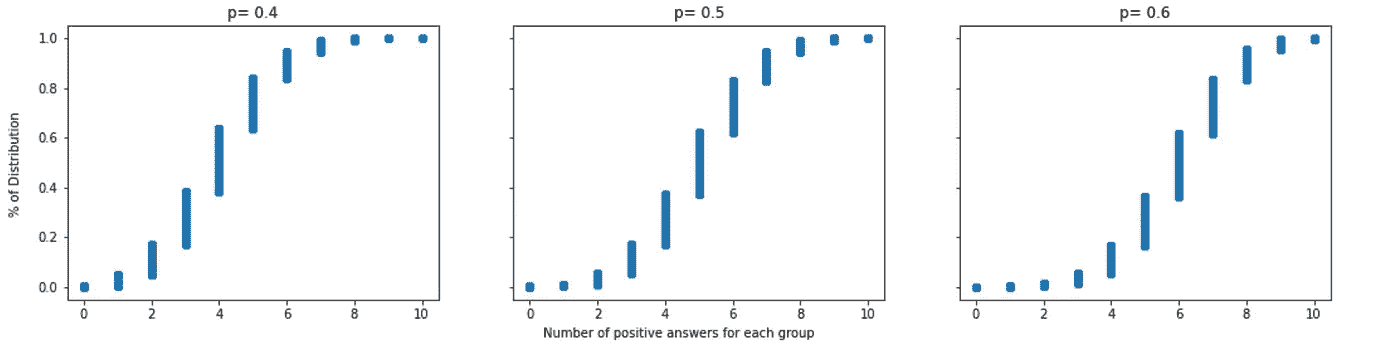 p= 0.4
p= 0.5
p= 0.6
% of Distribution
1.0
0.8
0.6
0.4
0.2
0.0
0 2 4 6 8 10
0 2 4 6 8 10
0 2 4 6 8 10
Number of positive answers for each group